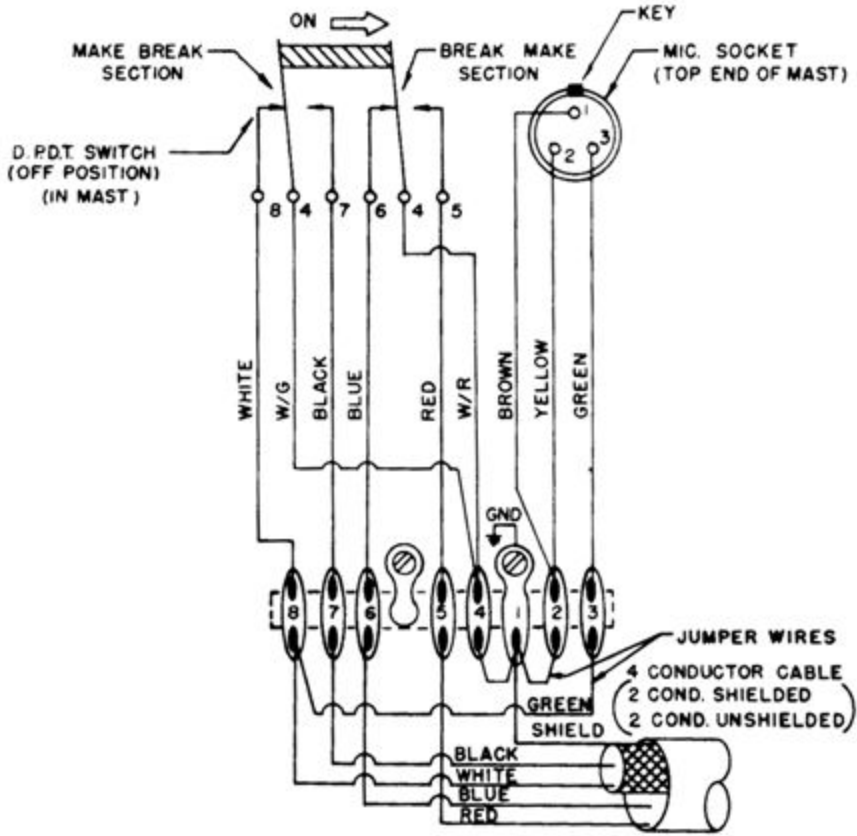 ON
KEY
MAKE BREAK
SECTION
BREAK MAKE
SECTION
MIC. SOCKET
(TOP END OF MAST)
1
2
3
D.P.D.T. SWITCH
(OFF POSITION)
(IN MAST)
8
4
7
6
4
5
WHITE
W/G
BLACK
BLUE
RED
W/R
BROWN
YELLOW
GREEN
GND
8
7
6
5
4
1
2
3
JUMPER WIRES
4 CONDUCTOR CABLE
(2 COND. SHIELDED
2 COND. UNSHIELDED)
GREEN
SHIELD
BLACK
WHITE
BLUE
RED